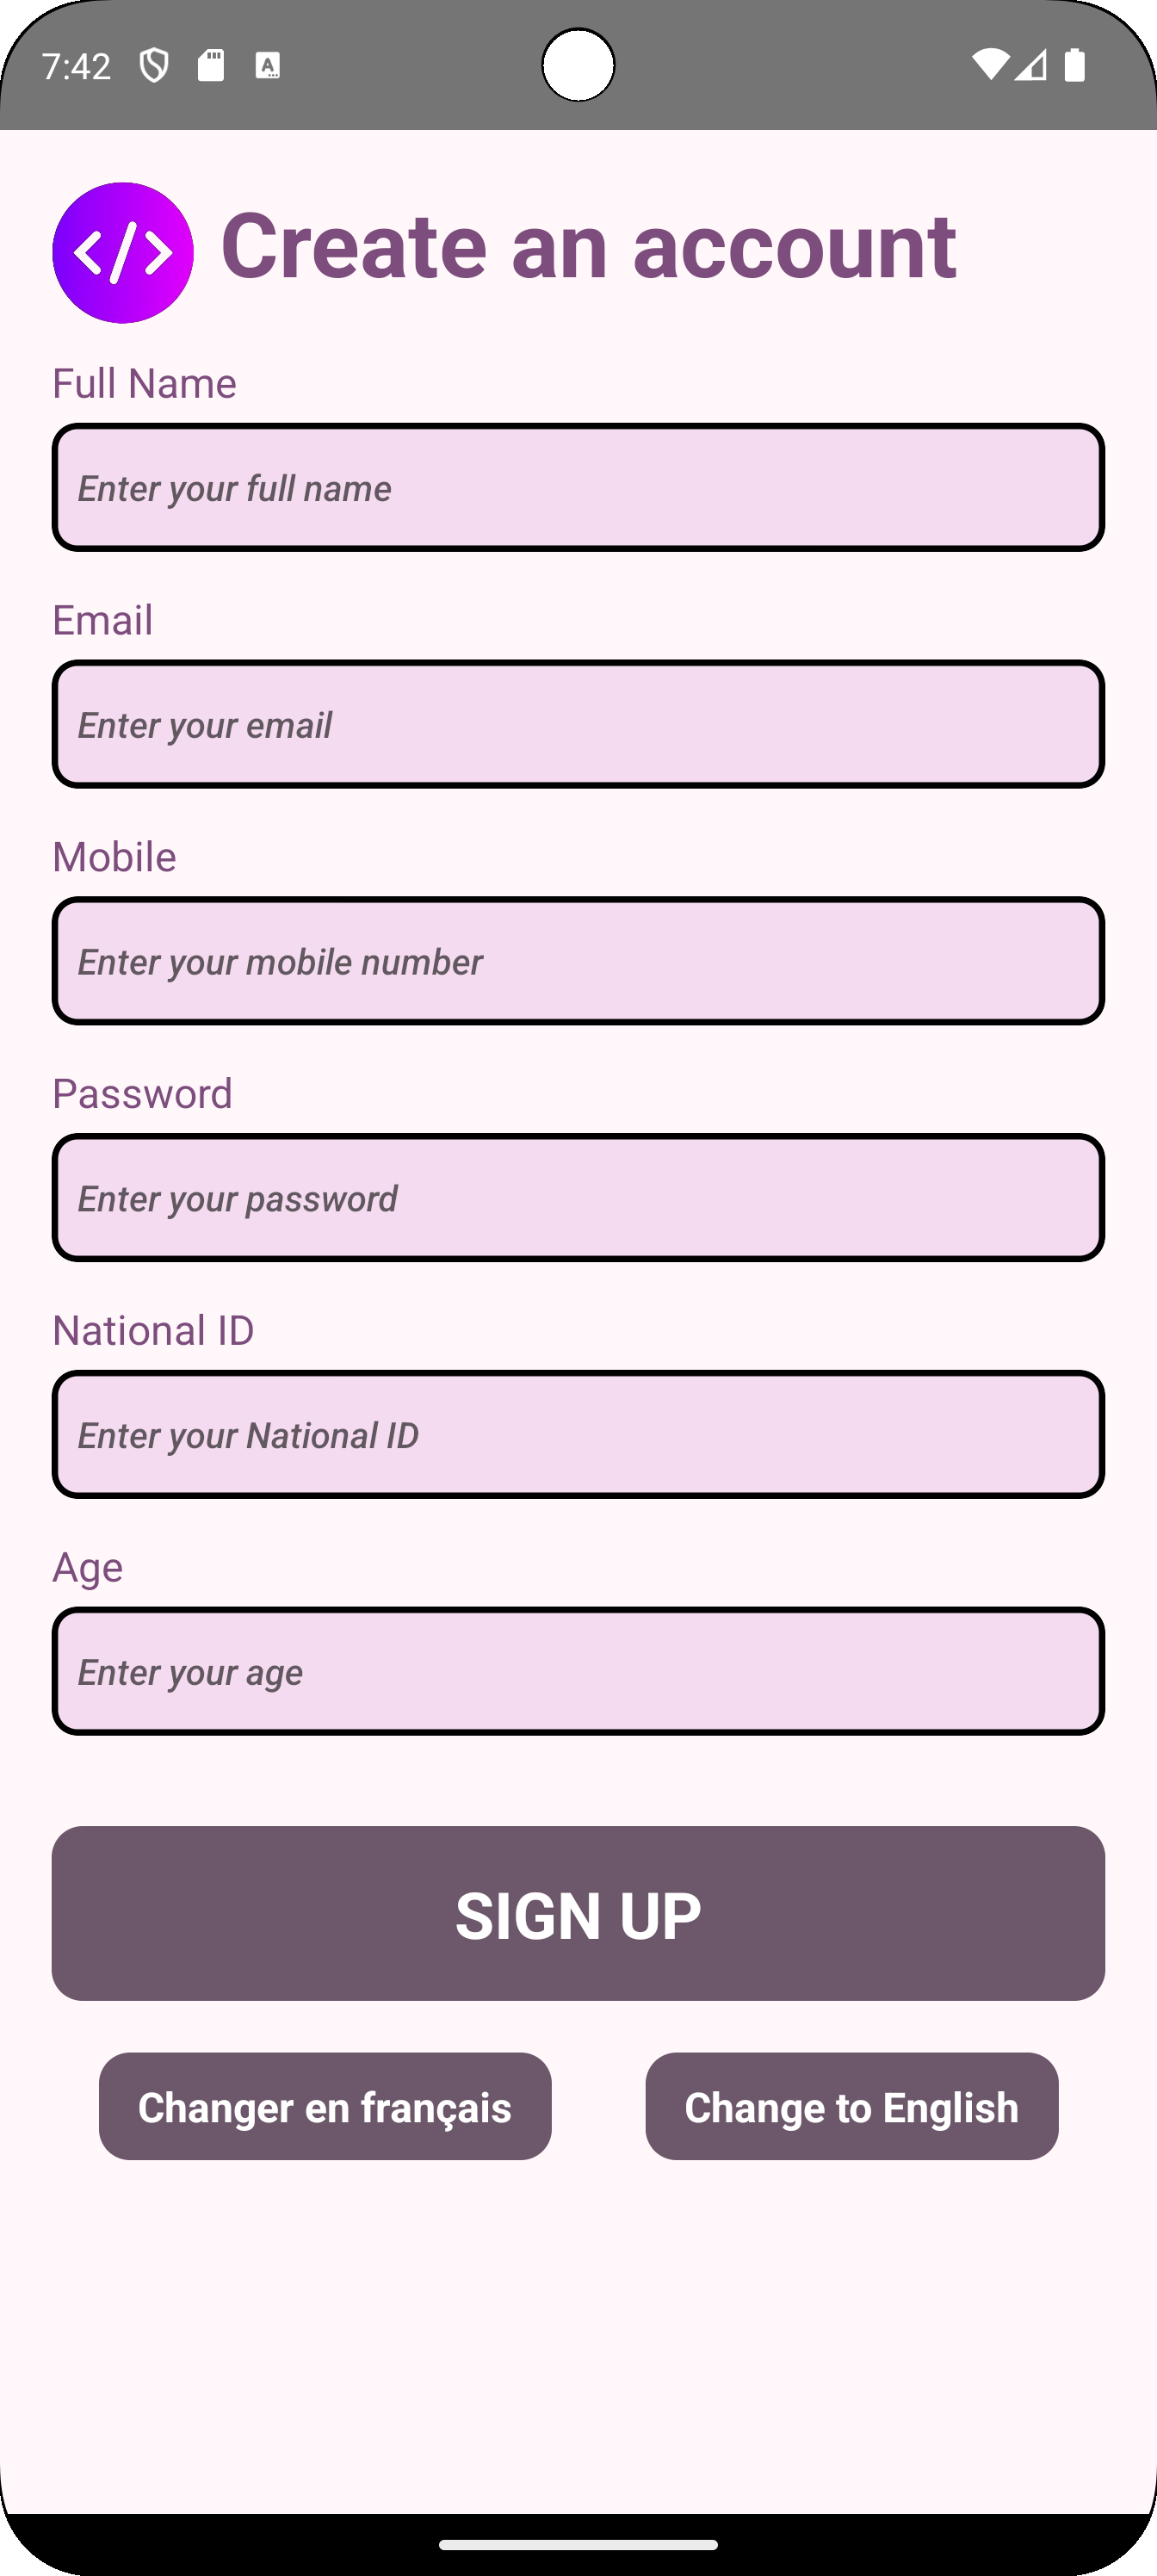 7:42
</> Create an account
Full Name
Enter your full name
Email
Enter your email
Mobile
Enter your mobile number
Password
Enter your password
National ID
Enter your National ID
Age
Enter your age
SIGN UP
Changer en français
Change to English